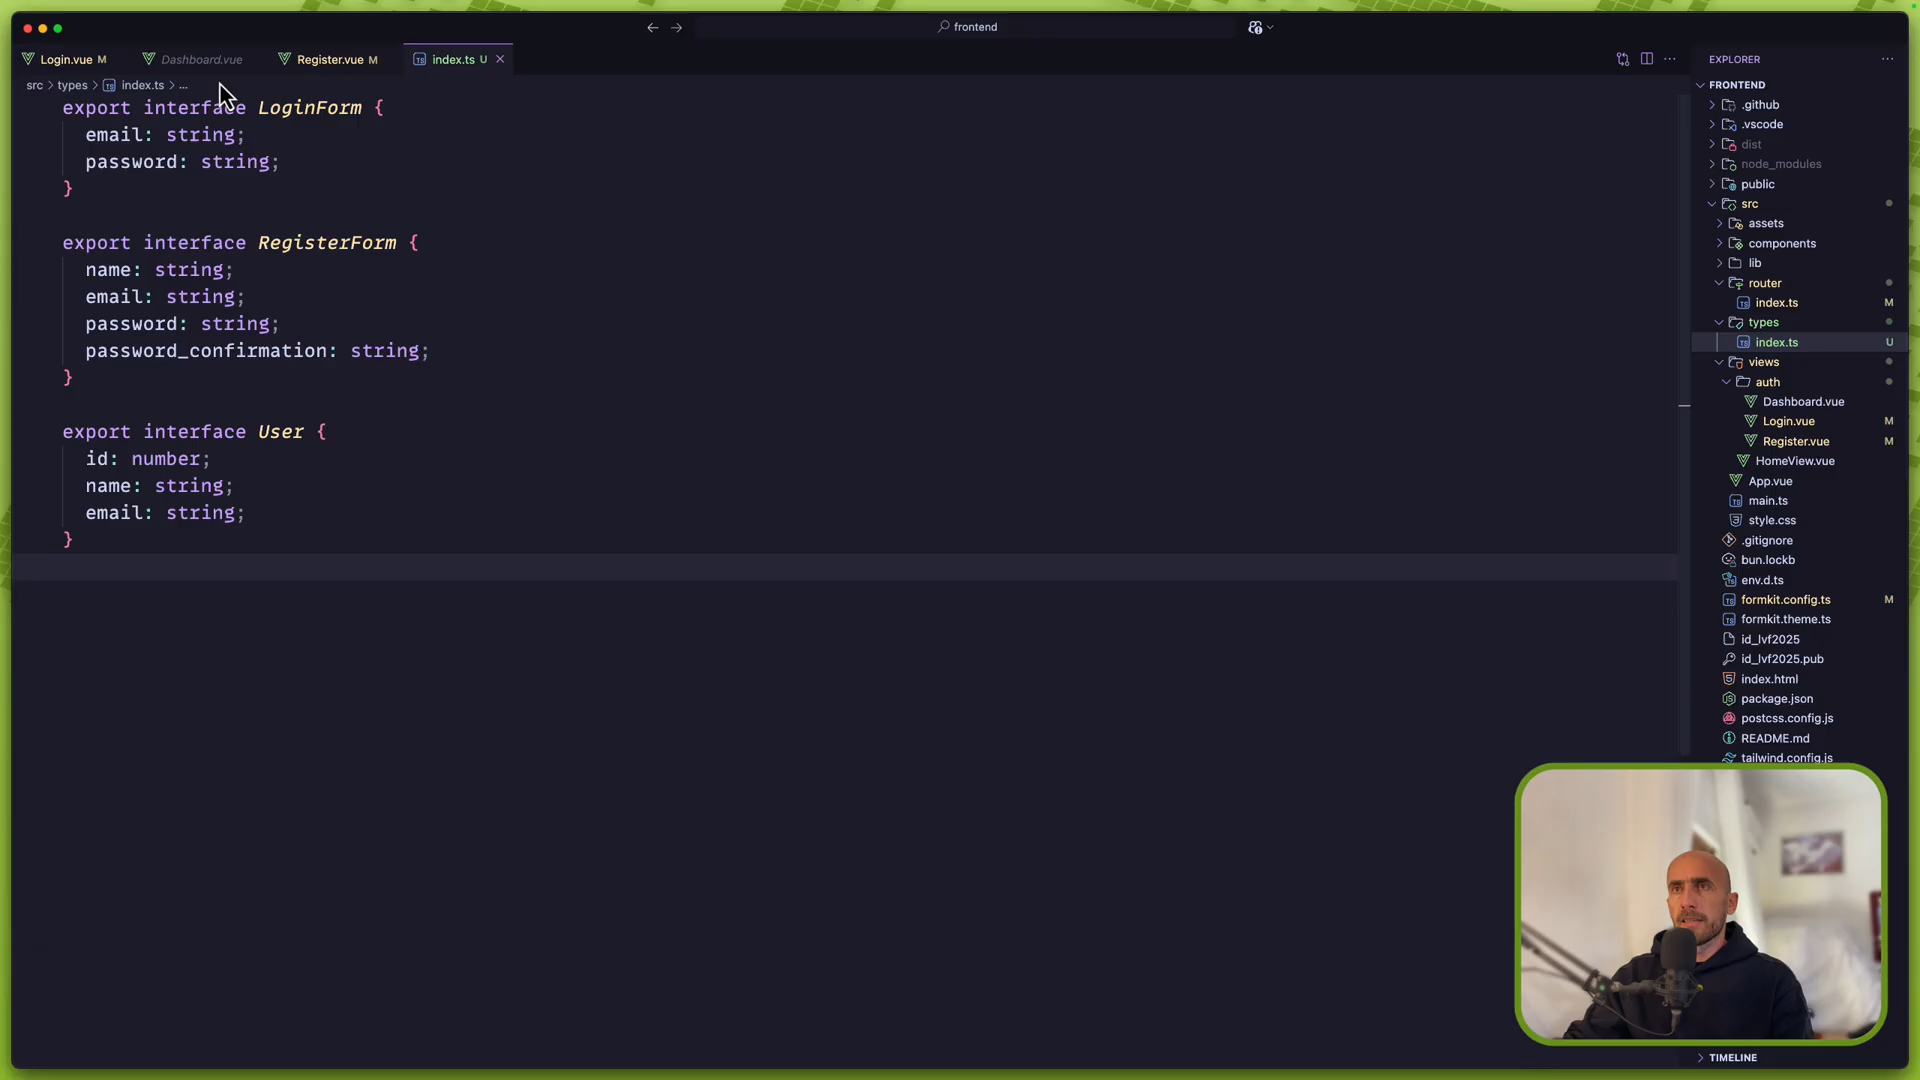 frontend
Login.vue M
Dashboard.vue
Register.vue M
index.ts U
src > types > index.ts > ...
export interface LoginForm {
email: string;
password: string;
}
export interface RegisterForm {
name: string;
email: string;
password: string;
password_confirmation: string;
}
export interface User {
id: number;
name: string;
email: string;
}
EXPLORER
FRONTEND
.github
.vscode
dist
node_modules
public
src
assets
components
lib
router
index.ts M
types
index.ts U
views
auth
Dashboard.vue
Login.vue M
Register.vue M
HomeView.vue
App.vue
main.ts
style.css
.gitignore
bun.lockb
env.d.ts
formkit.config.ts M
formkit.theme.ts
id_lvf2025
id_lvf2025.pub
index.html
package.json
postcss.config.js
README.md
tailwind.config.js
TIMELINE